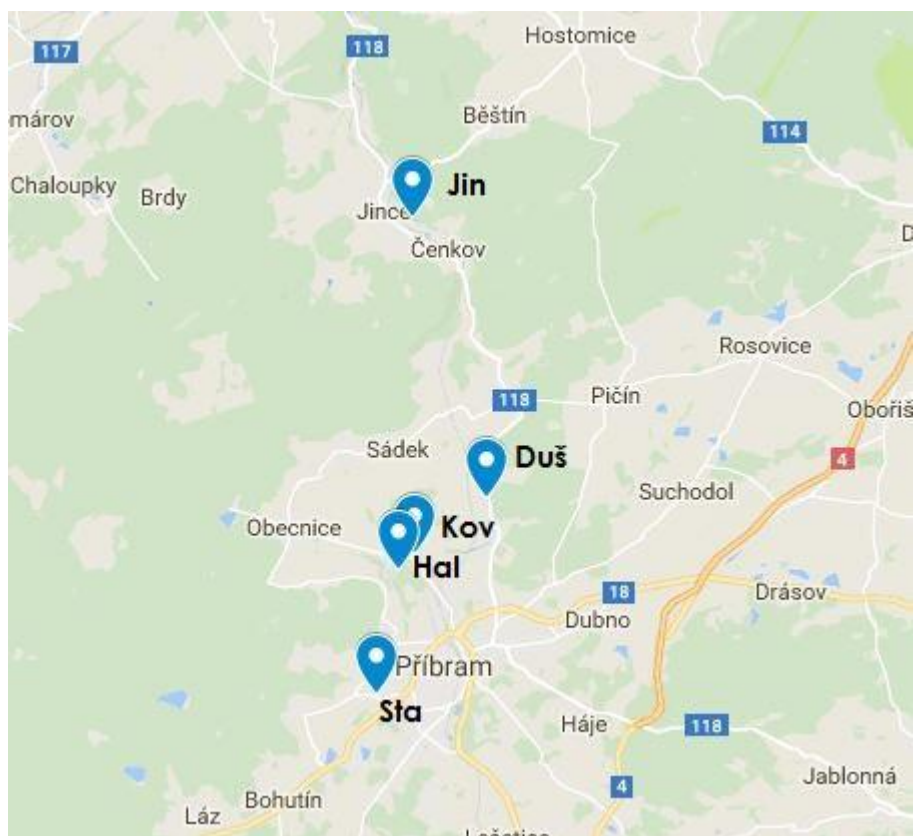 117
118
Hostomice
márov
Běštín
114
Chaloupky
Brdy
Jin
Jince
Čenkov
D
Rosovice
118
Pičín
Obořiš
Sádek
Duš
4
Suchodol
Obecnice
Kov
Hal
18
Drásov
Dubno
Příbram
Sta
Háje
118
Jablonná
4
Bohutín
Láz